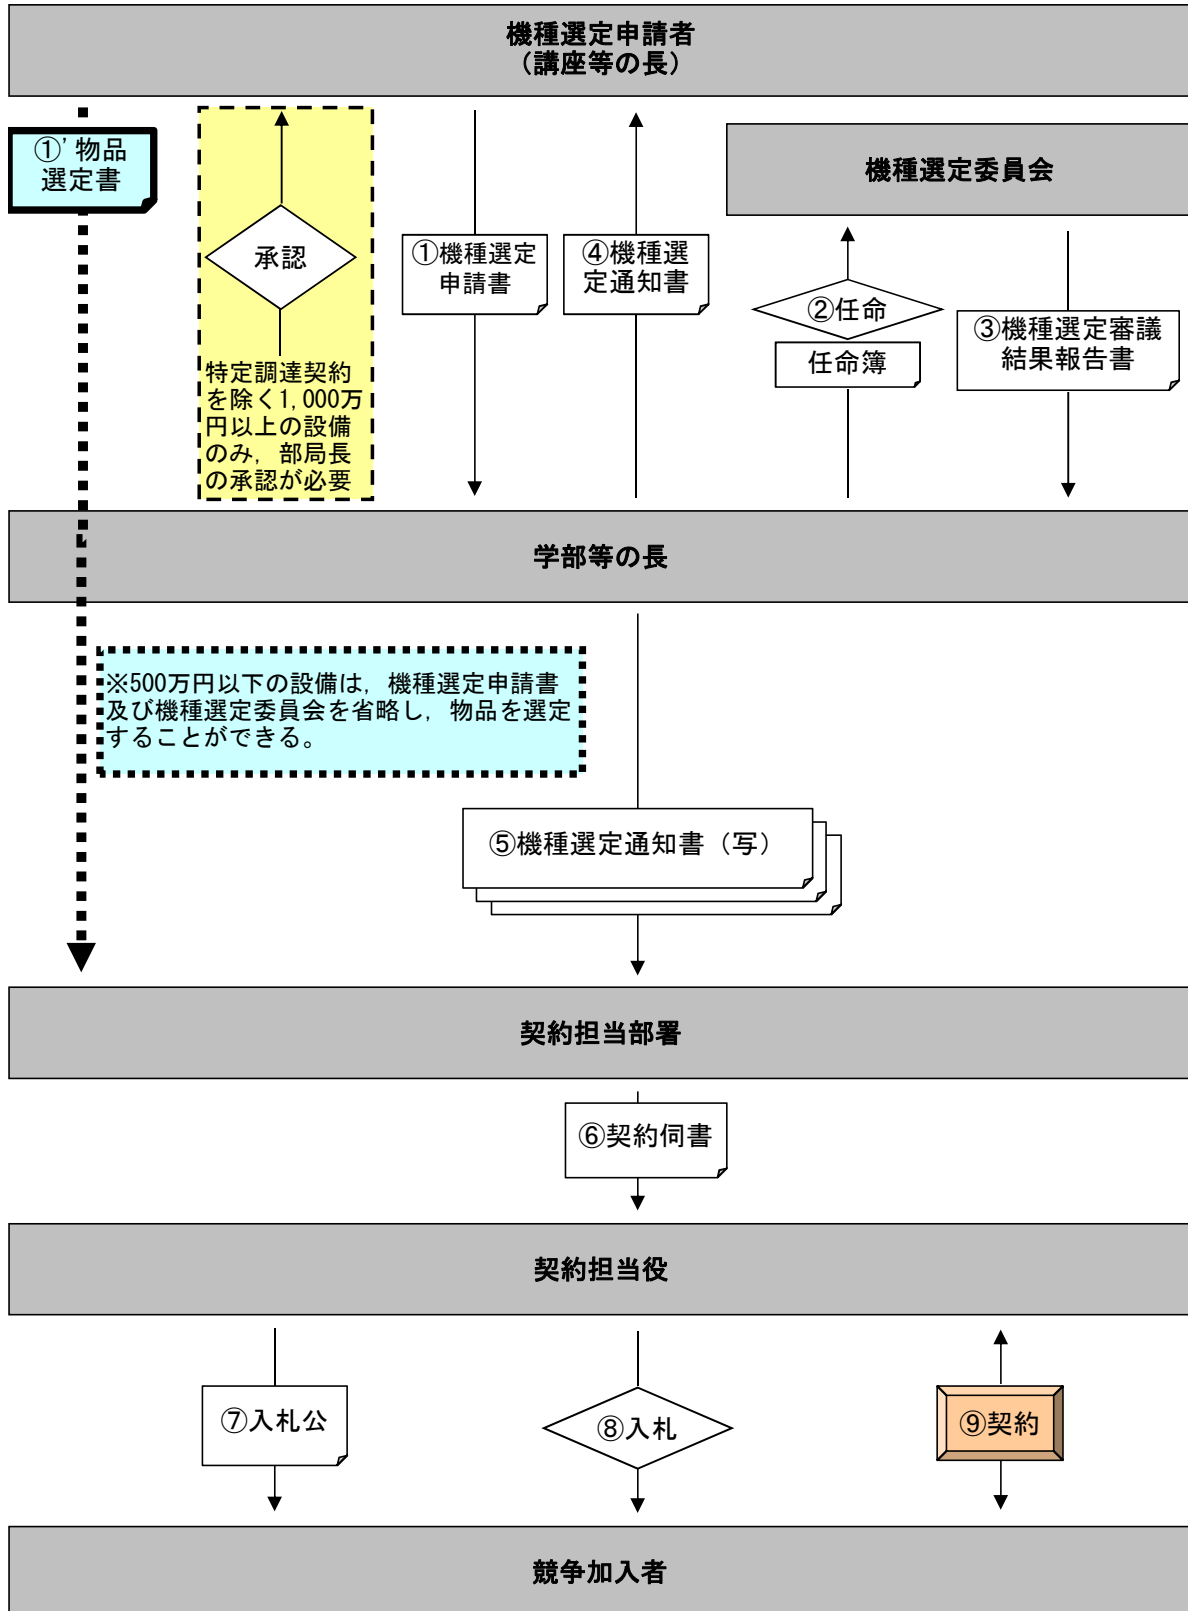 機種選定申請者
（講座等の長）
①’物品
選定書
承認
特定調達契約
を除く1,000万
円以上の設備
のみ，部局長
の承認が必要
①機種選定
申請書
④機種選
定通知書
機種選定委員会
②任命
任命簿
③機種選定審議
結果報告書
学部等の長
※500万円以下の設備は，機種選定申請書
及び機種選定委員会を省略し，物品を選定
することができる。
⑤機種選定通知書（写）
契約担当部署
⑥契約伺書
契約担当役
⑦入札公
⑧入札
⑨契約
競争加入者